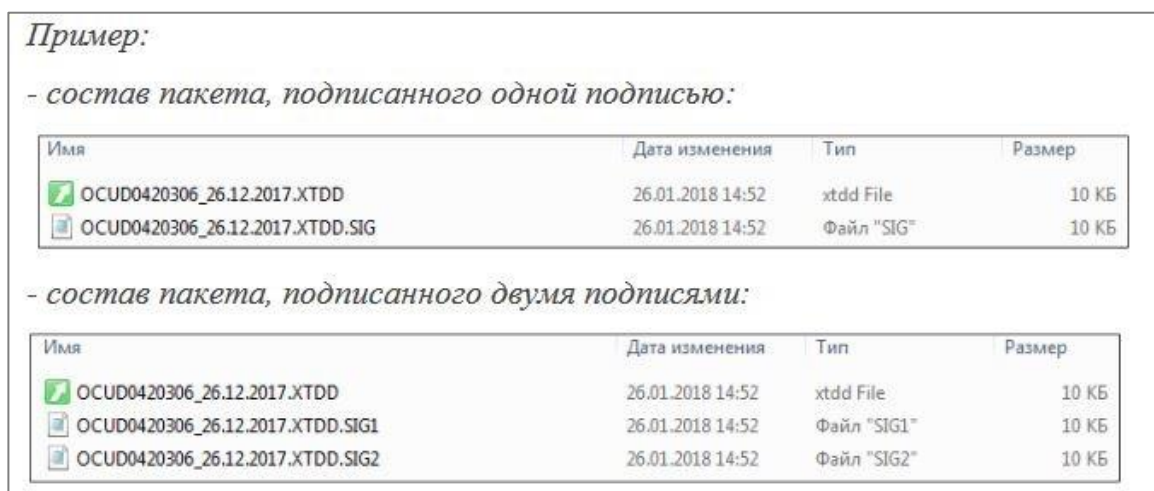 Пример:
- состав пакета, подписанного одной подписью:
Имя Дата изменения Тип Размер
OCUD0420306_26.12.2017.XTDD 26.01.2018 14:52 xtdd File 10 КБ
OCUD0420306_26.12.2017.XTDD.SIG 26.01.2018 14:52 Файл "SIG" 10 КБ
- состав пакета, подписанного двумя подписями:
Имя Дата изменения Тип Размер
OCUD0420306_26.12.2017.XTDD 26.01.2018 14:52 xtdd File 10 КБ
OCUD0420306_26.12.2017.XTDD.SIG1 26.01.2018 14:52 Файл "SIG1" 10 КБ
OCUD0420306_26.12.2017.XTDD.SIG2 26.01.2018 14:52 Файл "SIG2" 10 КБ